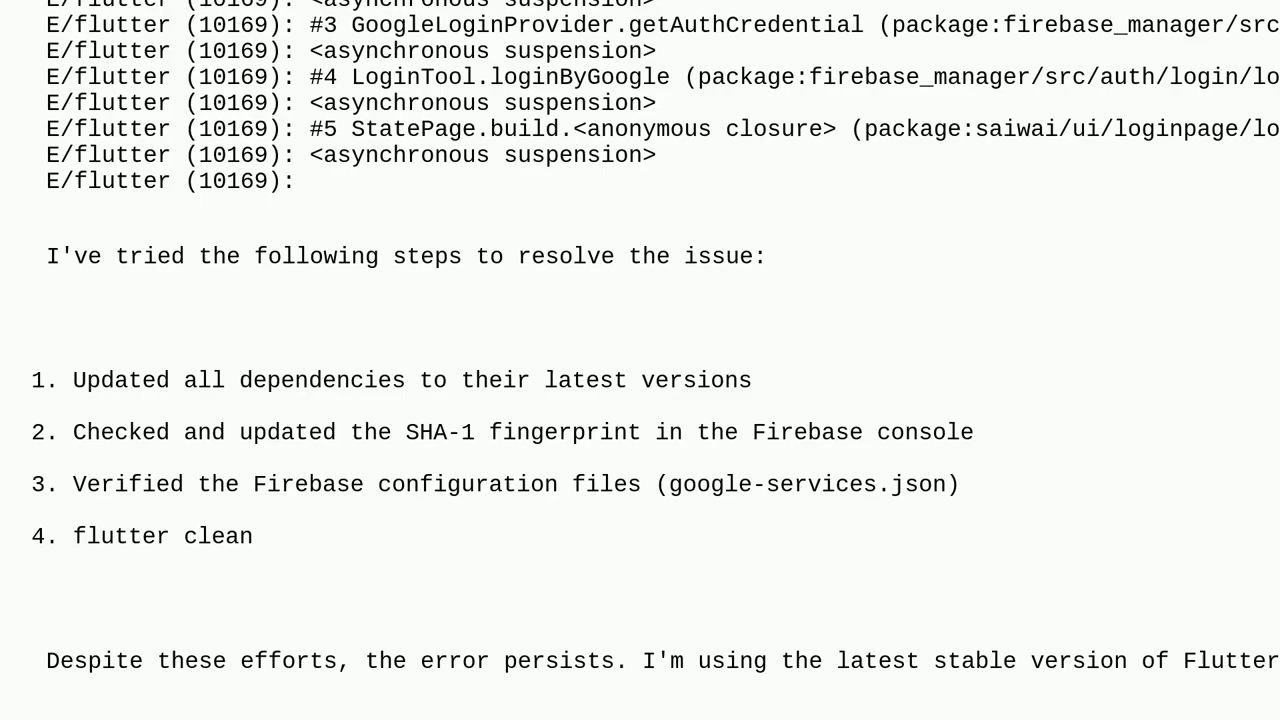 E/flutter (10169): <asynchronous suspension>
E/flutter (10169): #3 GoogleLoginProvider.getAuthCredential (package:firebase_manager/src
E/flutter (10169): <asynchronous suspension>
E/flutter (10169): #4 LoginTool.loginByGoogle (package:firebase_manager/src/auth/login/lo
E/flutter (10169): <asynchronous suspension>
E/flutter (10169): #5 StatePage.build.<anonymous closure> (package:saiwai/ui/loginpage/lo
E/flutter (10169): <asynchronous suspension>
E/flutter (10169):
I've tried the following steps to resolve the issue:
1. Updated all dependencies to their latest versions
2. Checked and updated the SHA-1 fingerprint in the Firebase console
3. Verified the Firebase configuration files (google-services.json)
4. flutter clean
Despite these efforts, the error persists. I'm using the latest stable version of Flutter